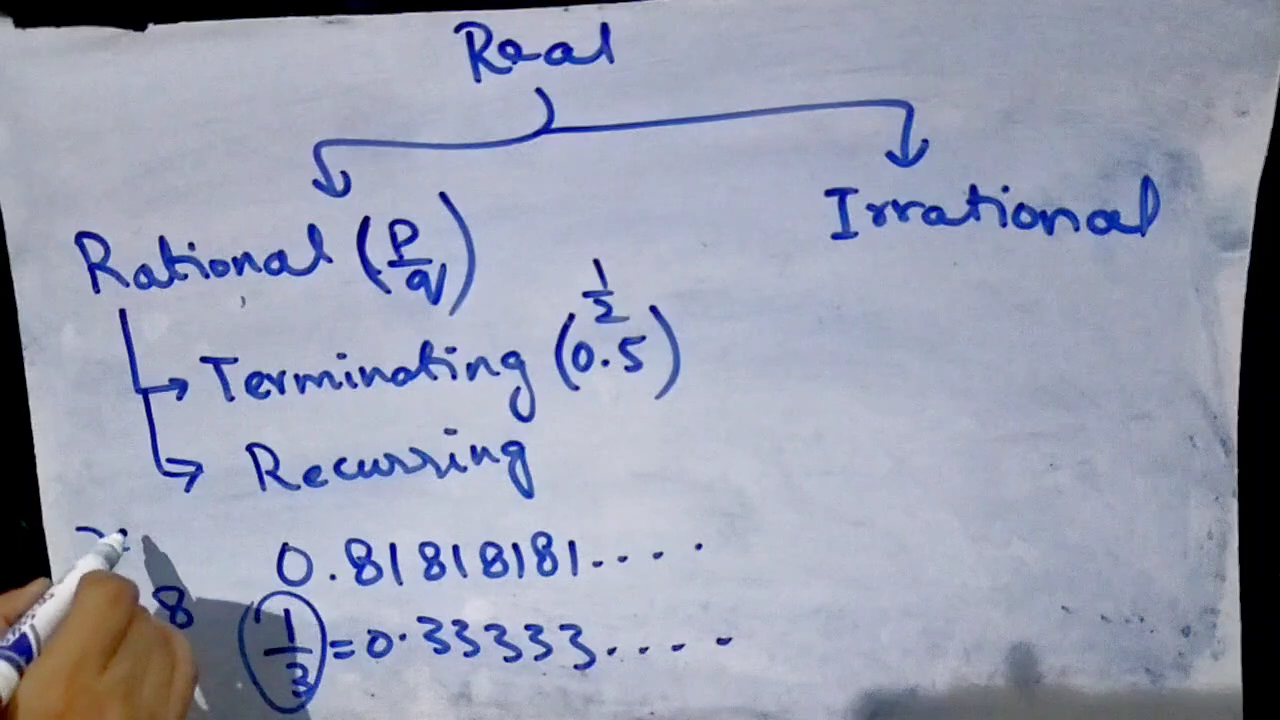 Real
Rational (p/q)
Irrational
1/2
Terminating (0.5)
Recurring
0.81818181....
8
1/3 = 0.33333....